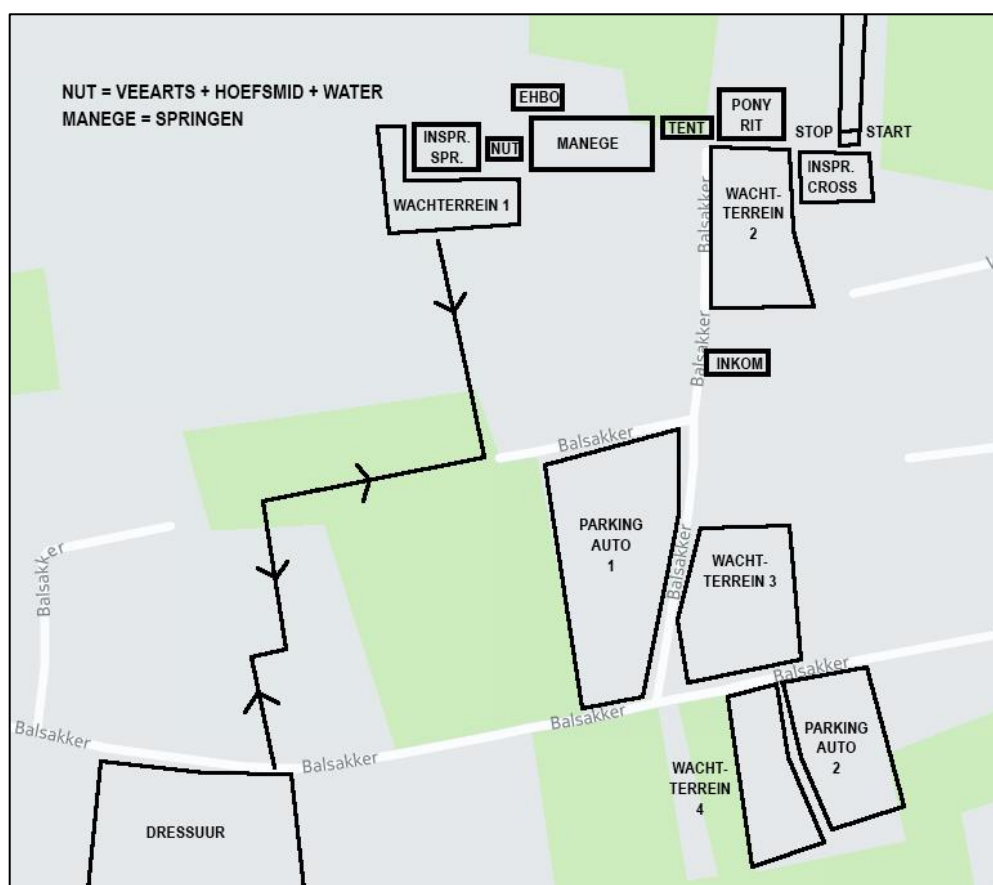 NUT = VEEARTS + HOEFSMID + WATER
MANEGE = SPRINGEN
EHBO
INSPR.
SPR.
NUT
MANEGE
TENT
PONY
RIT
STOP
START
INSPR.
CROSS
WACHTERREIN 1
WACHT-
TERREIN
2
Balsakker
Balsakker
INKOM
Balsakker
PARKING
AUTO
1
Balsakker
WACHT-
TERREIN 3
Balsakker
Balsakker
Balsakker
Balsakker
Balsakker
WACHT-
TERREIN
4
PARKING
AUTO
2
DRESSUUR